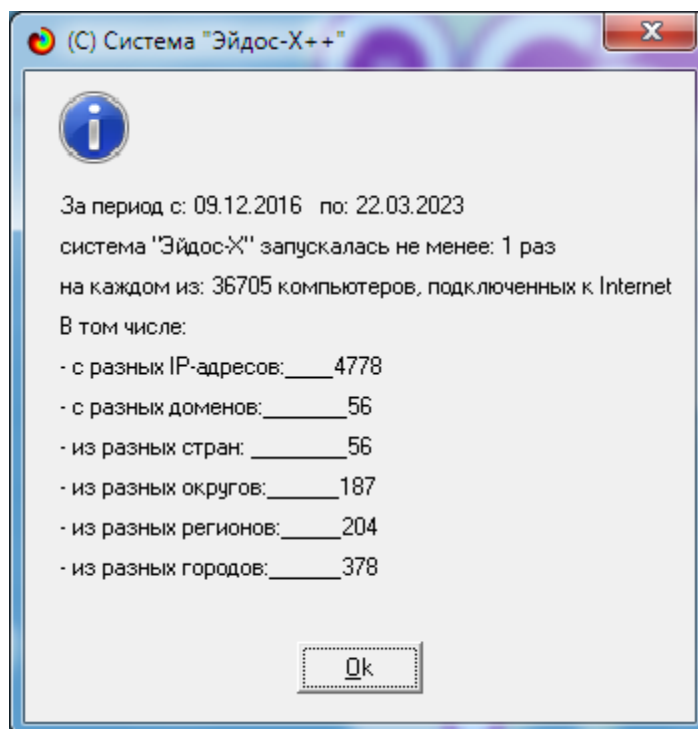 (C) Система "Эйдос-X++"
За период с: 09.12.2016 по: 22.03.2023
система "Эйдос-X" запускалась не менее: 1 раз
на каждом из: 36705 компьютеров, подключенных к Internet
В том числе:
- с разных IP-адресов:____4778
- с разных доменов:_______56
- из разных стран: ________56
- из разных округов:______187
- из разных регионов:_____204
- из разных городов:______378
Ok